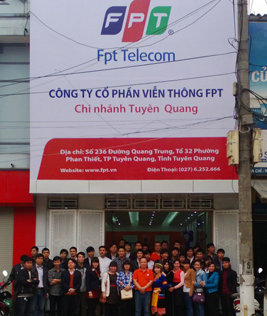 FPT
Fpt Telecom
CÔNG TY CỔ PHẦN VIỄN THÔNG FPT
Chi nhánh Tuyên Quang
Địa chỉ: Số 236 Đường Quang Trung, Tổ 32 Phường
Phan Thiết, TP Tuyên Quang, Tỉnh Tuyên Quang
Website: www.fpt.vn Điện Thoại: (027) 6.252.666